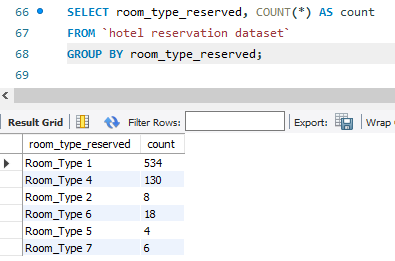 66 SELECT room_type_reserved, COUNT(*) AS count
67 FROM `hotel reservation dataset`
68 GROUP BY room_type_reserved;
69
Result Grid Filter Rows: Export: Wrap
room_type_reserved count
Room_Type 1 534
Room_Type 4 130
Room_Type 2 8
Room_Type 6 18
Room_Type 5 4
Room_Type 7 6